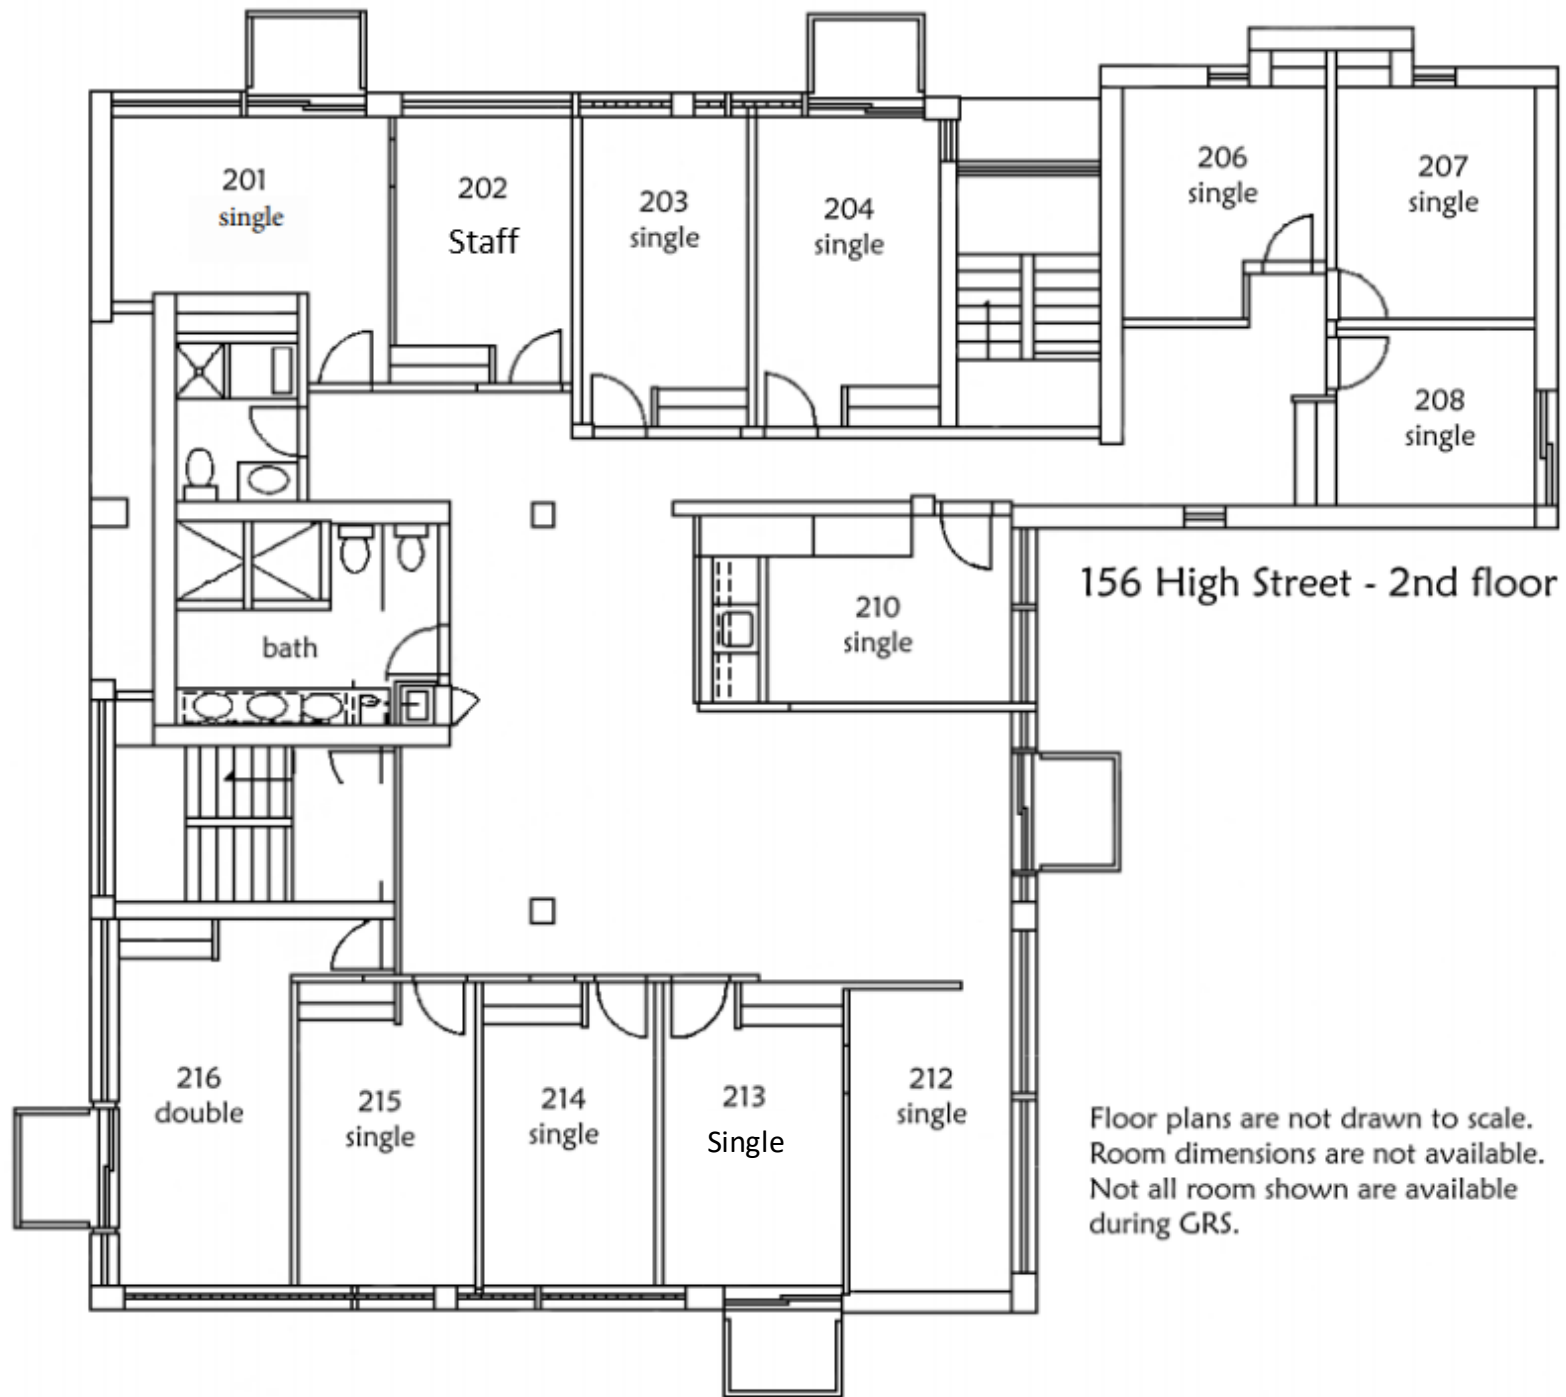 201
single
202
Staff
203
single
204
single
206
single
207
single
208
single
156 High Street - 2nd floor
210
single
bath
216
double
215
single
214
single
213
Single
212
single
Floor plans are not drawn to scale.
Room dimensions are not available.
Not all room shown are available
during GRS.